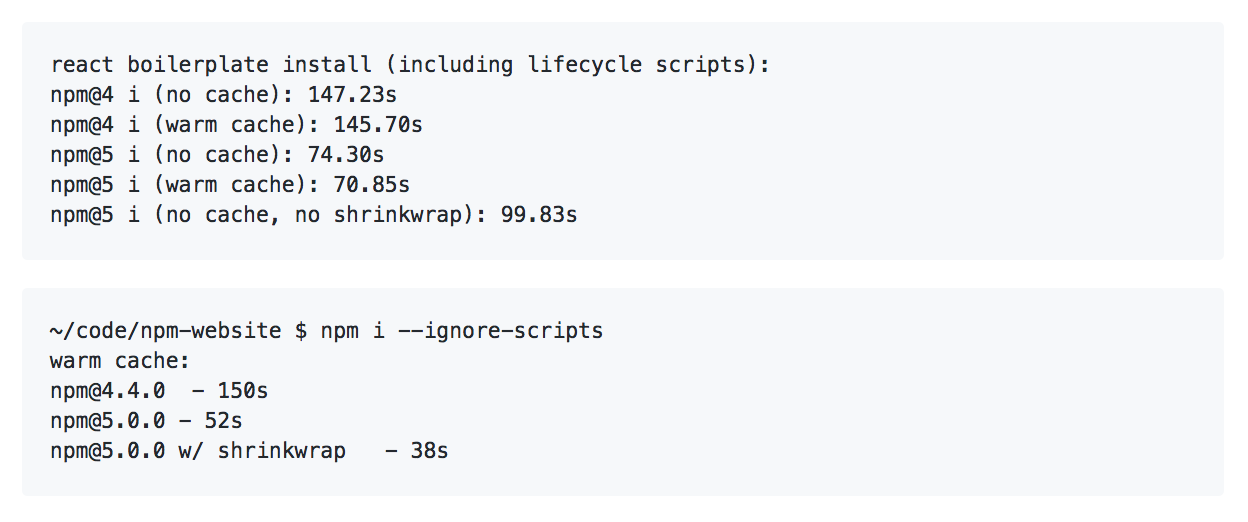 react boilerplate install (including lifecycle scripts):
npm@4 i (no cache): 147.23s
npm@4 i (warm cache): 145.70s
npm@5 i (no cache): 74.30s
npm@5 i (warm cache): 70.85s
npm@5 i (no cache, no shrinkwrap): 99.83s
~/code/npm-website $ npm i --ignore-scripts
warm cache:
npm@4.4.0  - 150s
npm@5.0.0 - 52s
npm@5.0.0 w/ shrinkwrap   - 38s